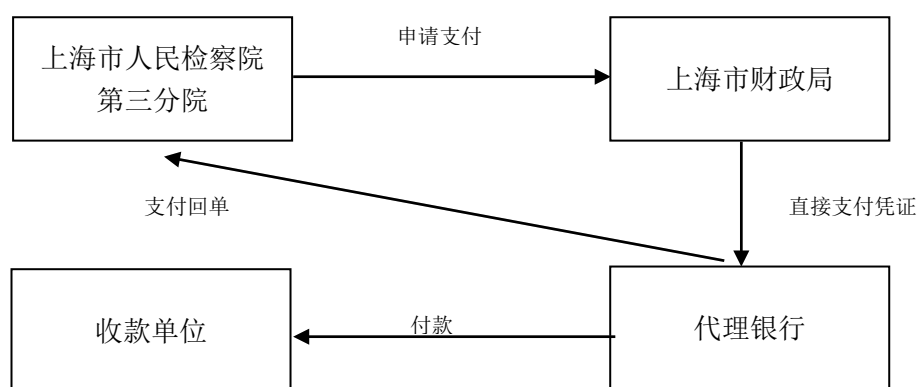 申请支付
上海市人民检察院
第三分院
上海市财政局
支付回单
直接支付凭证
收款单位
付款
代理银行